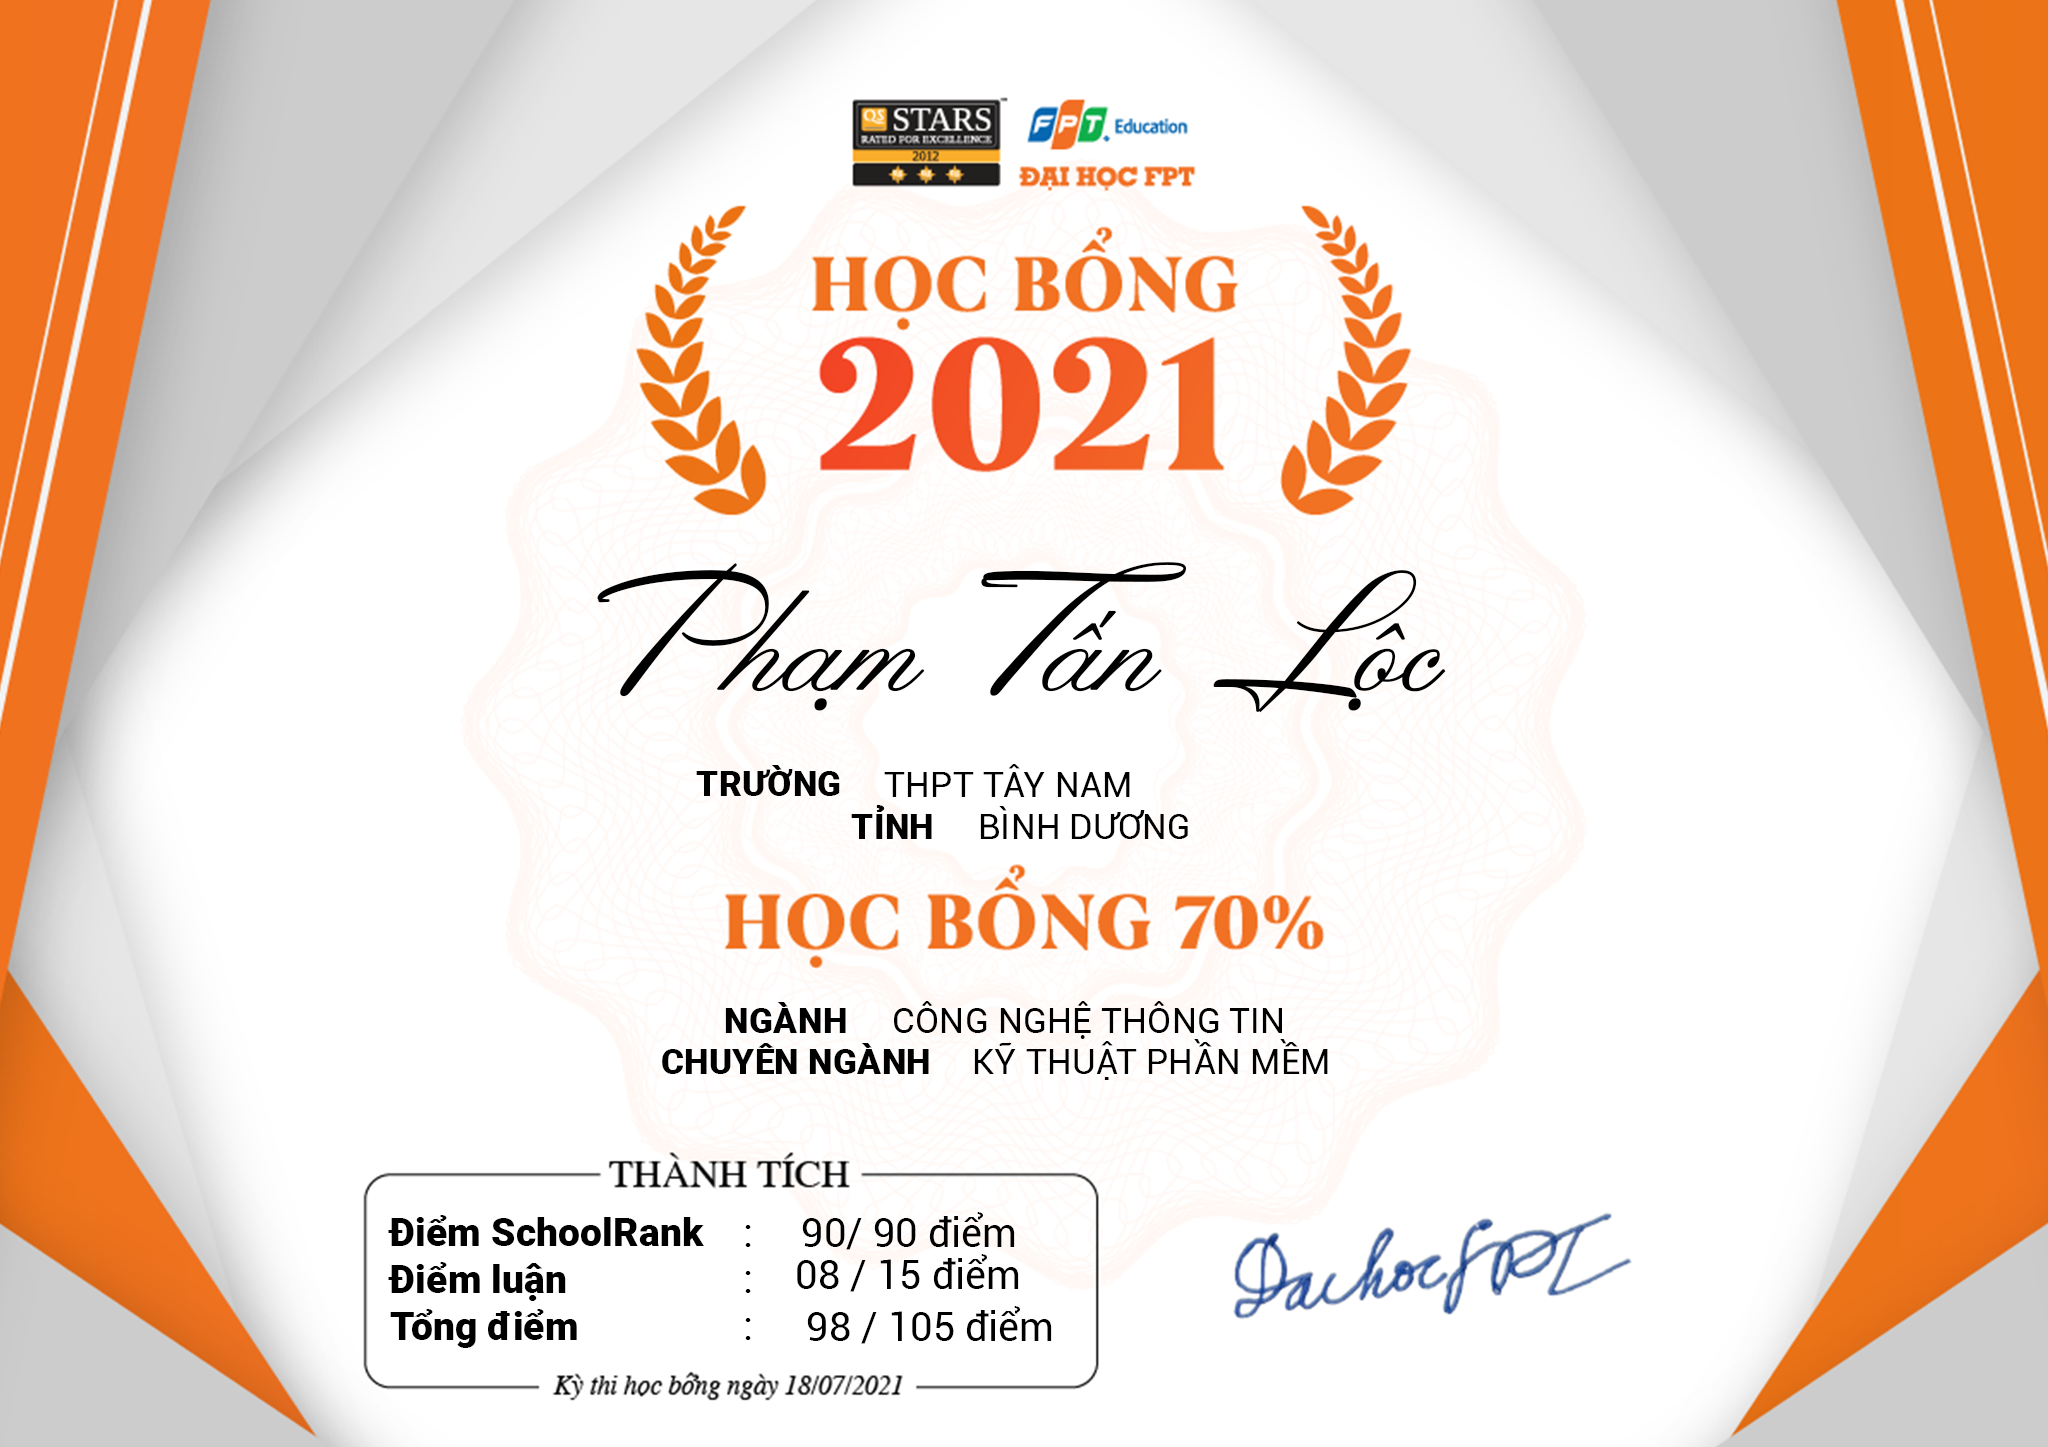 QS STARS
RATED FOR EXCELLENCE
2012
FPT Education
ĐẠI HỌC FPT
HỌC BỔNG
2021
Phạm Tấn Lộc
TRƯỜNG THPT TÂY NAM
TỈNH BÌNH DƯƠNG
HỌC BỔNG 70%
NGÀNH CÔNG NGHỆ THÔNG TIN
CHUYÊN NGÀNH KỸ THUẬT PHẦN MỀM
THÀNH TÍCH
Điểm SchoolRank : 90/ 90 điểm
Điểm luận : 08 / 15 điểm
Tổng điểm : 98 / 105 điểm
Kỳ thi học bổng ngày 18/07/2021
Đai hoc FPT